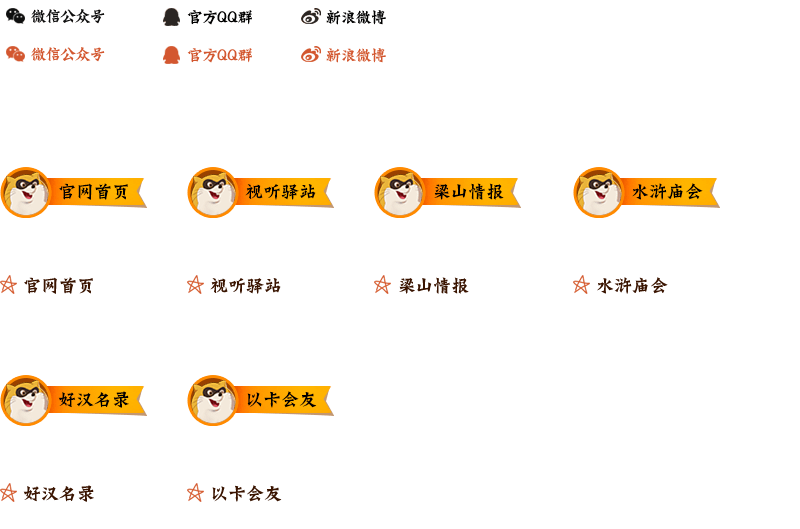 微信公众号 官方QQ群 新浪微博
微信公众号 官方QQ群 新浪微博
官网首页 视听驿站 梁山情报 水浒庙会
官网首页 视听驿站 梁山情报 水浒庙会
好汉名录 以卡会友
好汉名录 以卡会友